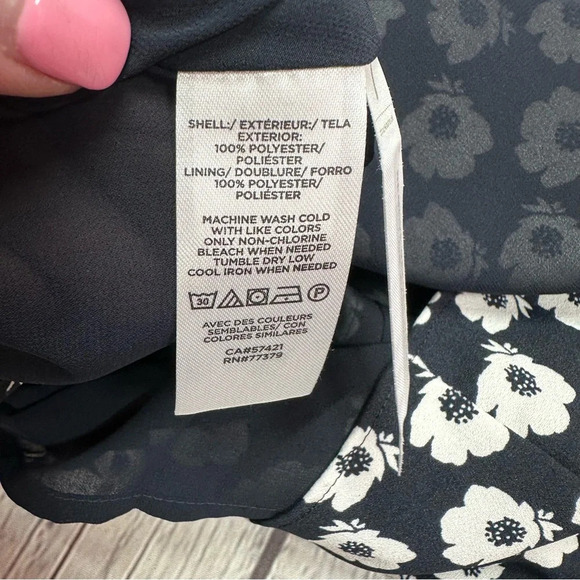 SHELL:/ EXTÉRIEUR:/ TELA
EXTERIOR:
100% POLYESTER/
POLIÉSTER
LINING/ DOUBLURE/ FORRO
100% POLYESTER/
POLIÉSTER
MACHINE WASH COLD
WITH LIKE COLORS
ONLY NON-CHLORINE
BLEACH WHEN NEEDED
TUMBLE DRY LOW
COOL IRON WHEN NEEDED
30 P
AVEC DES COULEURS
SEMBLABLES/ CON
COLORES SIMILARES
CA#57421
RN#77379